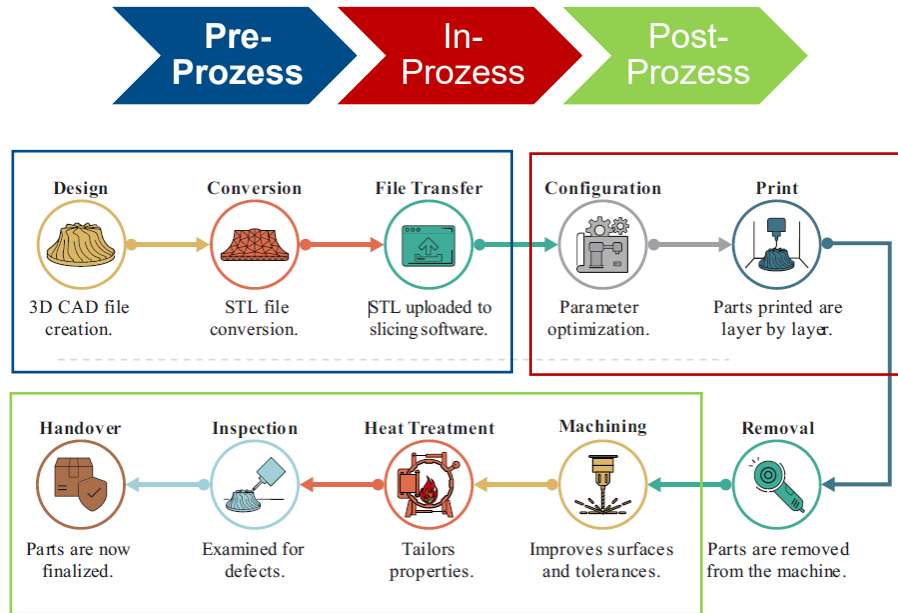 Pre-
Prozess
In-
Prozess
Post-
Prozess
Design
Conversion
File Transfer
Configuration
Print
3D CAD file
creation.
STL file
conversion.
STL uploaded to
slicing software.
Parameter
optimization.
Parts printed are
layer by layer.
Handover
Inspection
Heat Treatment
Machining
Removal
Parts are now
finalized.
Examined for
defects.
Tailors
properties.
Improves surfaces
and tolerances.
Parts are removed
from the machine.